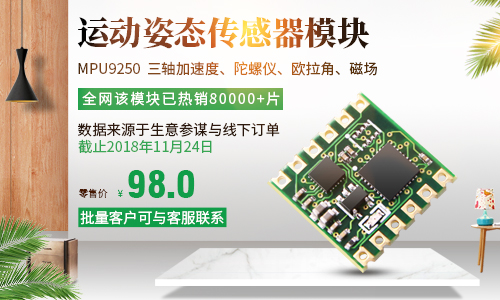 运动姿态传感器模块
MPU9250 三轴加速度、陀螺仪、欧拉角、磁场
全网该模块已热销80000+片
数据来源于生意参谋与线下订单
截止2018年11月24日
零售价 ¥98.0
批量客户可与客服联系